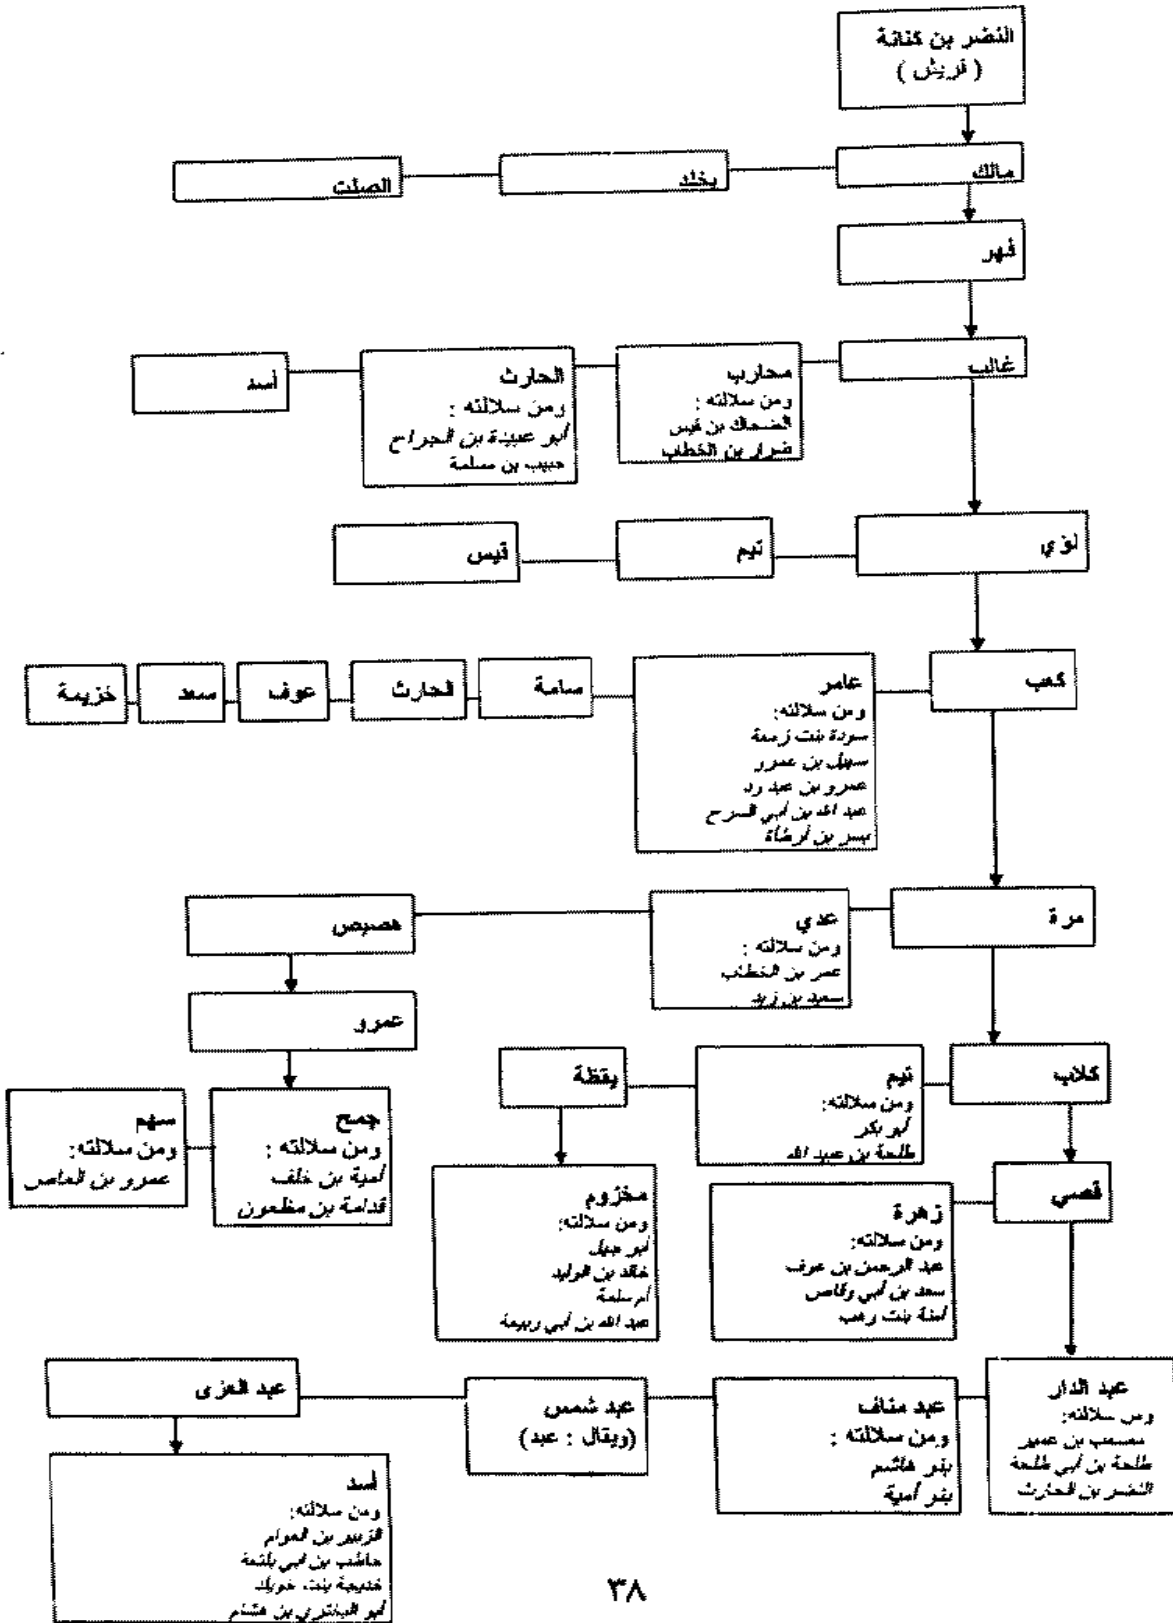 النضر بن كنانة
( قريش )
مالك
يخلد
الصلت
فهر
غالب
محارب
ومن سلالته :
الضحاك بن قيس
ضرار بن الخطاب
الحارث
ومن سلالته :
أبو عبيدة بن الجراح
حبيب بن مسلمة
أسد
لؤي
تيم
قيس
كعب
عامر
ومن سلالته:
سودة بنت زمعة
سهيل بن عمرو
عمرو بن عبد ود
عبد الله بن أبي السرح
بسر بن أرطأة
سامة
الحارث
عوف
سعد
خزيمة
مرة
عدي
ومن سلالته :
عمر بن الخطاب
سعيد بن زيد
هصيص
عمرو
جمح
ومن سلالته :
أمية بن خلف
قدامة بن مظعون
سهم
ومن سلالته:
عمرو بن العاص
كلاب
تيم
ومن سلالته:
أبو بكر
طلحة بن عبيد الله
يقظة
مخزوم
ومن سلالته:
أبو جهل
خالد بن الوليد
أم سلمة
عبد الله بن أبي ربيعة
قصي
زهرة
ومن سلالته:
عبد الرحمن بن عوف
سعد بن أبي وقاص
آمنة بنت وهب
عبد الدار
ومن سلالته:
مصعب بن عمير
طلحة بن أبي طلحة
النضر بن الحارث
عبد مناف
ومن سلالته :
بنو هاشم
بنو أمية
عبد شمس
(ويقال : عبد)
عبد العزى
أسد
ومن سلالته:
الزبير بن العوام
حاطب بن أبي بلتعة
خديجة بنت خويلد
أبو البختري بن هشام
٣٨